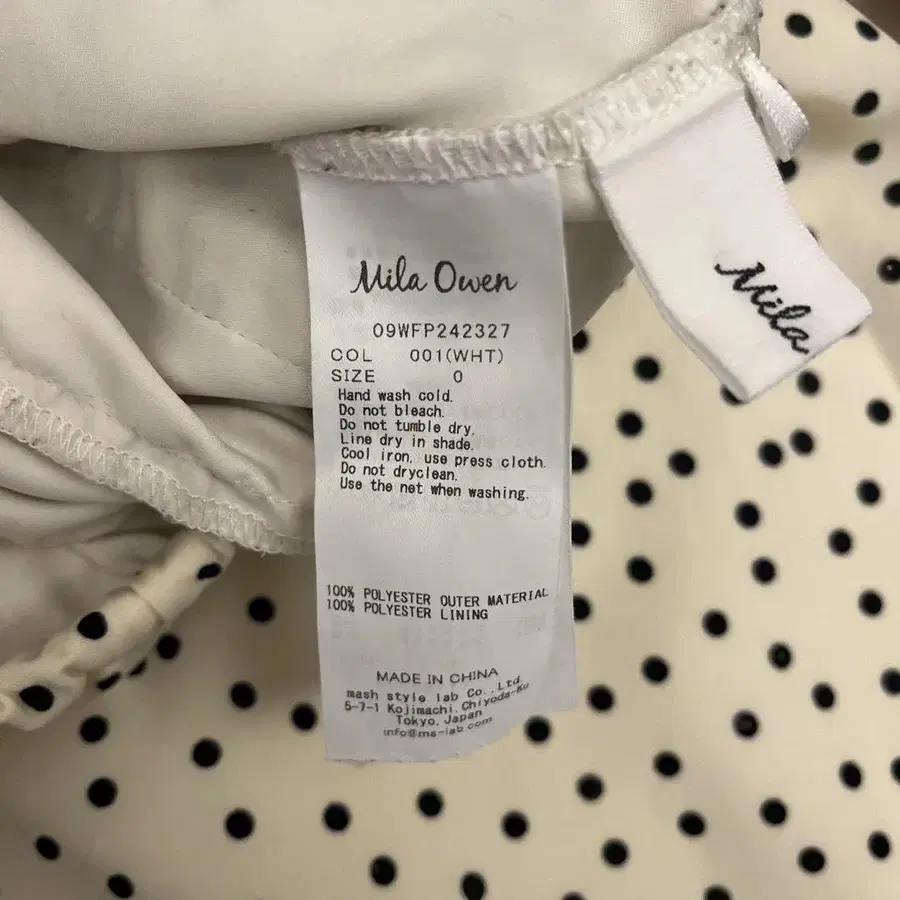 Mila Owen
09WFP242327
COL 001(WHT)
SIZE 0
Hand wash cold.
Do not bleach.
Do not tumble dry.
Line dry in shade.
Cool iron, use press cloth.
Do not dryclean.
Use the net when washing.
100% POLYESTER OUTER MATERIAL
100% POLYESTER LINING
MADE IN CHINA
mash style lab Co.,Ltd.
5-7-1 Kojimachi, Chiyoda-Ku
Tokyo, Japan
info@ms-lab.com
Mila